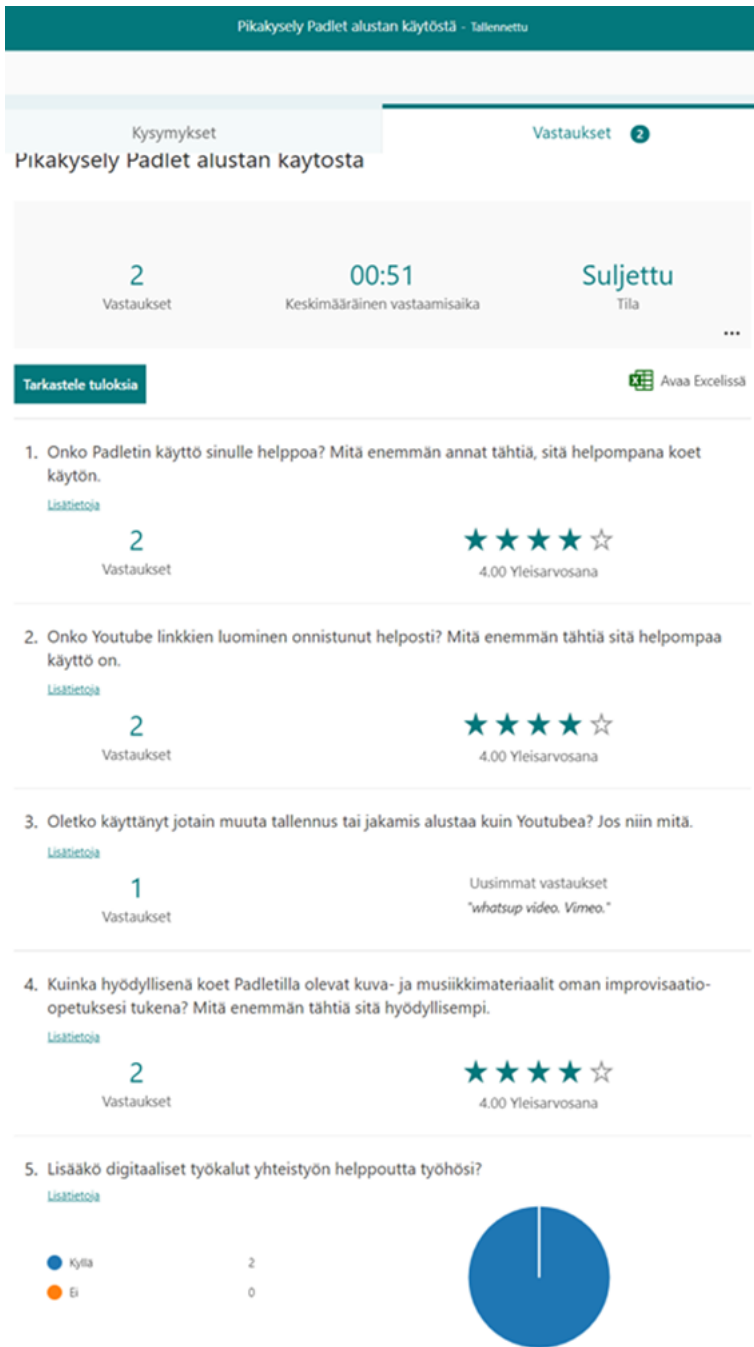 Pikakysely Padlet alustan käytöstä - Tallennettu
Kysymykset
Vastaukset 2
Pikakysely Padlet alustan käytöstä
2
Vastaukset
00:51
Keskimääräinen vastaamisaika
Suljettu
Tila
...
Tarkastele tuloksia
Avaa Excelissä
1. Onko Padletin käyttö sinulle helppoa? Mitä enemmän annat tähtiä, sitä helpompana koet
käytön.
Lisätietoja
2
Vastaukset
4.00 Yleisarvosana
2. Onko Youtube linkkien luominen onnistunut helposti? Mitä enemmän tähtiä sitä helpompaa
käyttö on.
Lisätietoja
2
Vastaukset
4.00 Yleisarvosana
3. Oletko käyttänyt jotain muuta tallennus tai jakamis alustaa kuin Youtubea? Jos niin mitä.
Lisätietoja
1
Vastaukset
Uusimmat vastaukset
"whatsup video. Vimeo."
4. Kuinka hyödyllisenä koet Padletilla olevat kuva- ja musiikkimateriaalit oman improvisaatio-
opetuksesi tukena? Mitä enemmän tähtiä sitä hyödyllisempi.
Lisätietoja
2
Vastaukset
4.00 Yleisarvosana
5. Lisääkö digitaaliset työkalut yhteistyön helppoutta työhösi?
Lisätietoja
Kyllä 2
Ei 0